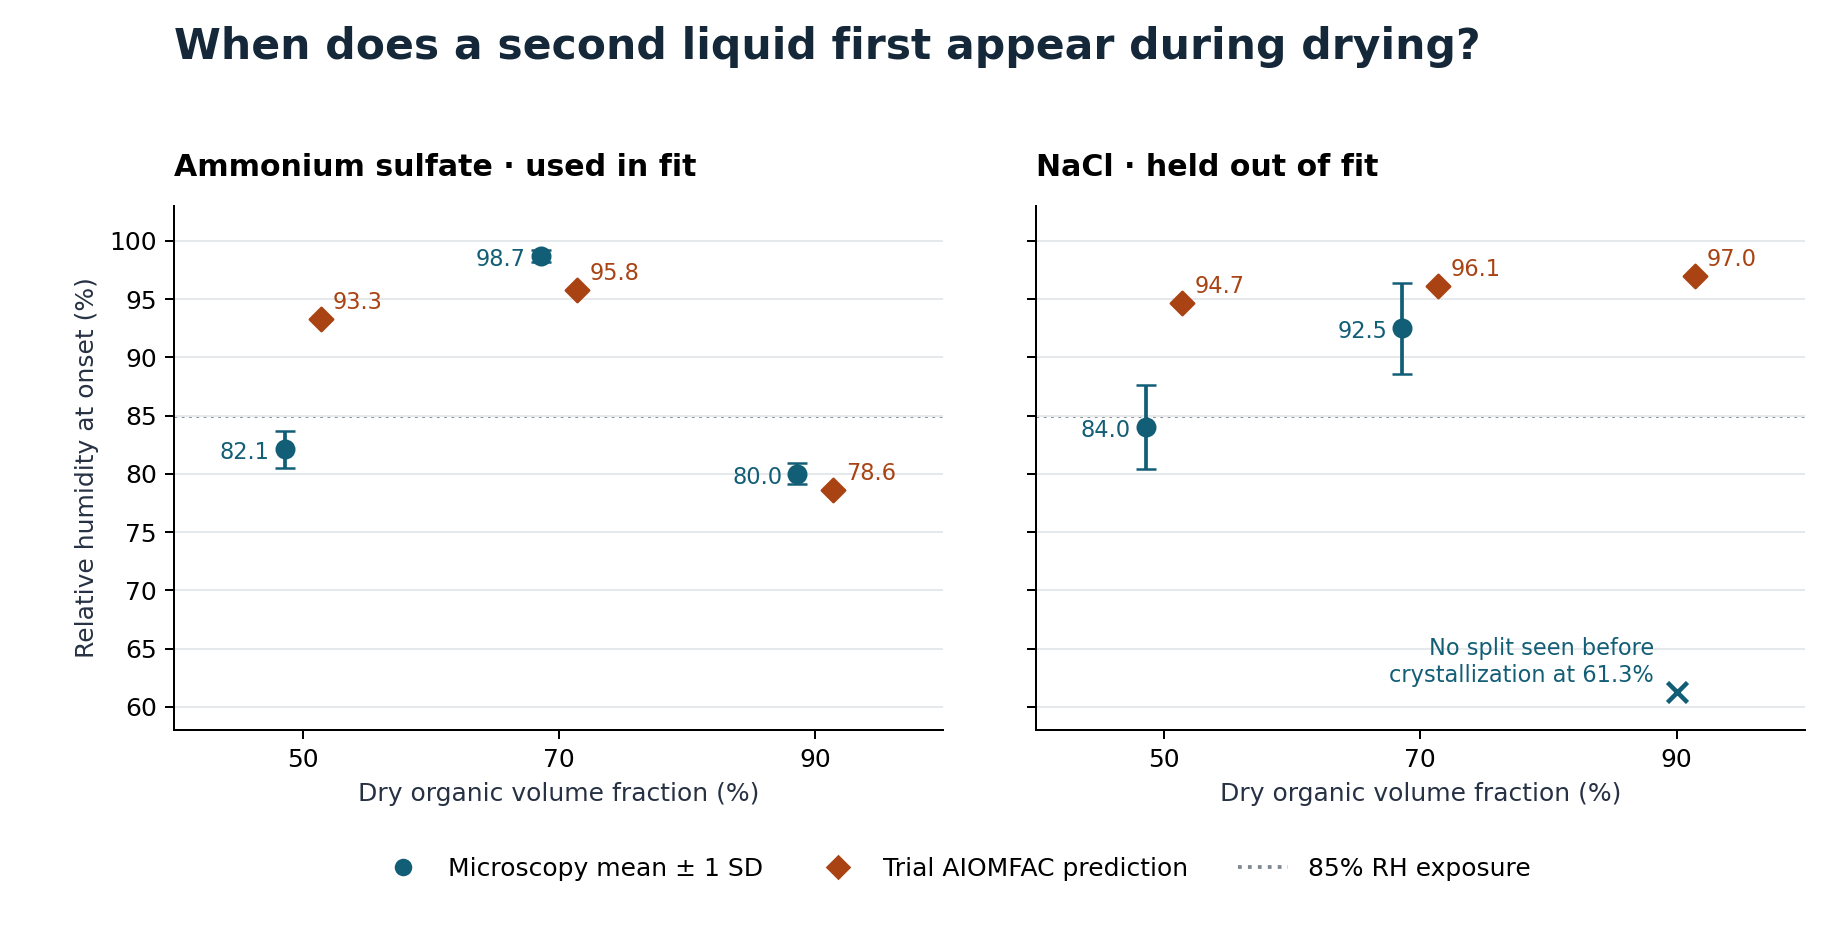 When does a second liquid first appear during drying?
Ammonium sulfate · used in fit
Relative humidity at onset (%)
100
95
90
85
80
75
70
65
60
98.7
95.8
93.3
82.1
80.0
78.6
50
70
90
Dry organic volume fraction (%)
NaCl · held out of fit
97.0
96.1
94.7
92.5
84.0
No split seen before
crystallization at 61.3%
50
70
90
Dry organic volume fraction (%)
Microscopy mean ± 1 SD
Trial AIOMFAC prediction
85% RH exposure